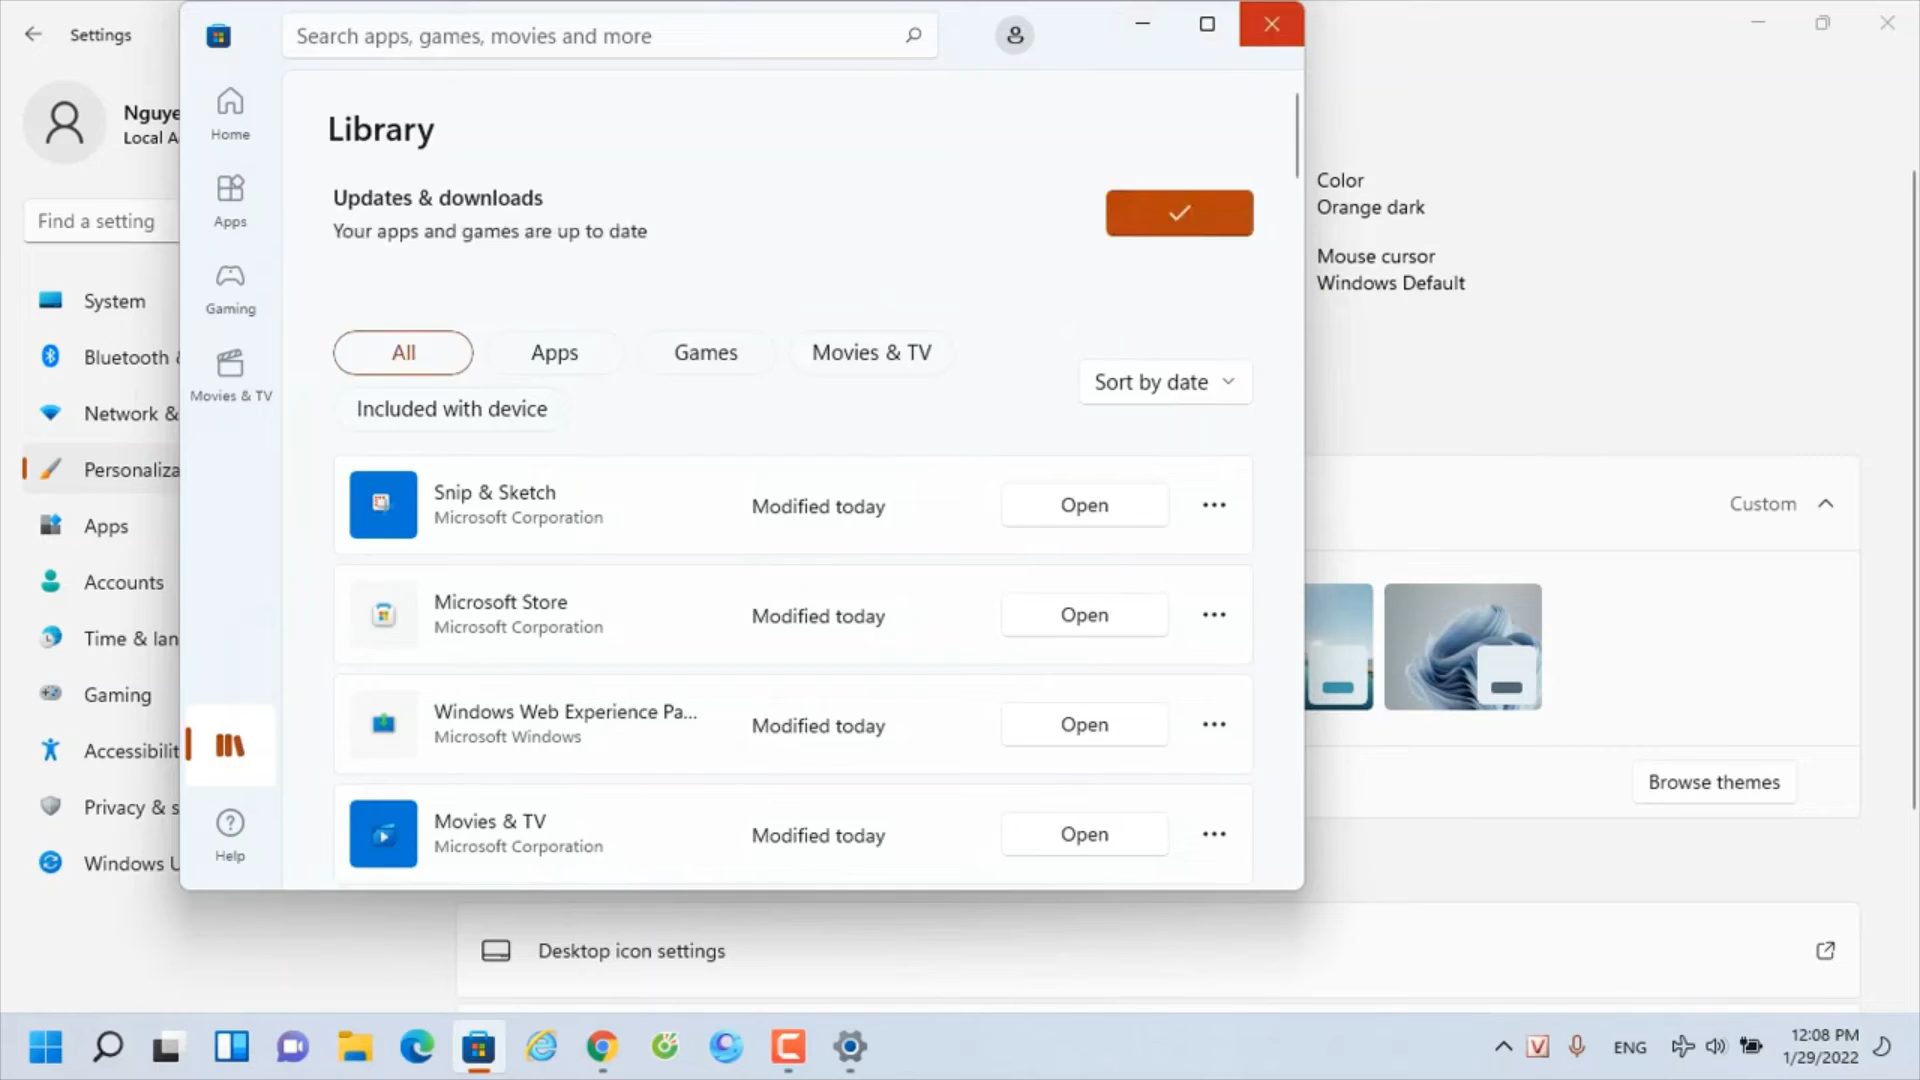 Settings
Nguye
Local A
Find a setting
System
Bluetooth &
Network &
Personaliza
Apps
Accounts
Time & lan
Gaming
Accessibilit
Privacy & s
Windows U
Search apps, games, movies and more
Home
Apps
Gaming
Movies & TV
Help
Library
Updates & downloads
Your apps and games are up to date
All
Apps
Games
Movies & TV
Included with device
Sort by date
Snip & Sketch
Microsoft Corporation
Modified today
Open
Microsoft Store
Microsoft Corporation
Modified today
Open
Windows Web Experience Pa...
Microsoft Windows
Modified today
Open
Movies & TV
Microsoft Corporation
Modified today
Open
Color
Orange dark
Mouse cursor
Windows Default
Custom
Browse themes
Desktop icon settings
V
ENG
12:08 PM
1/29/2022